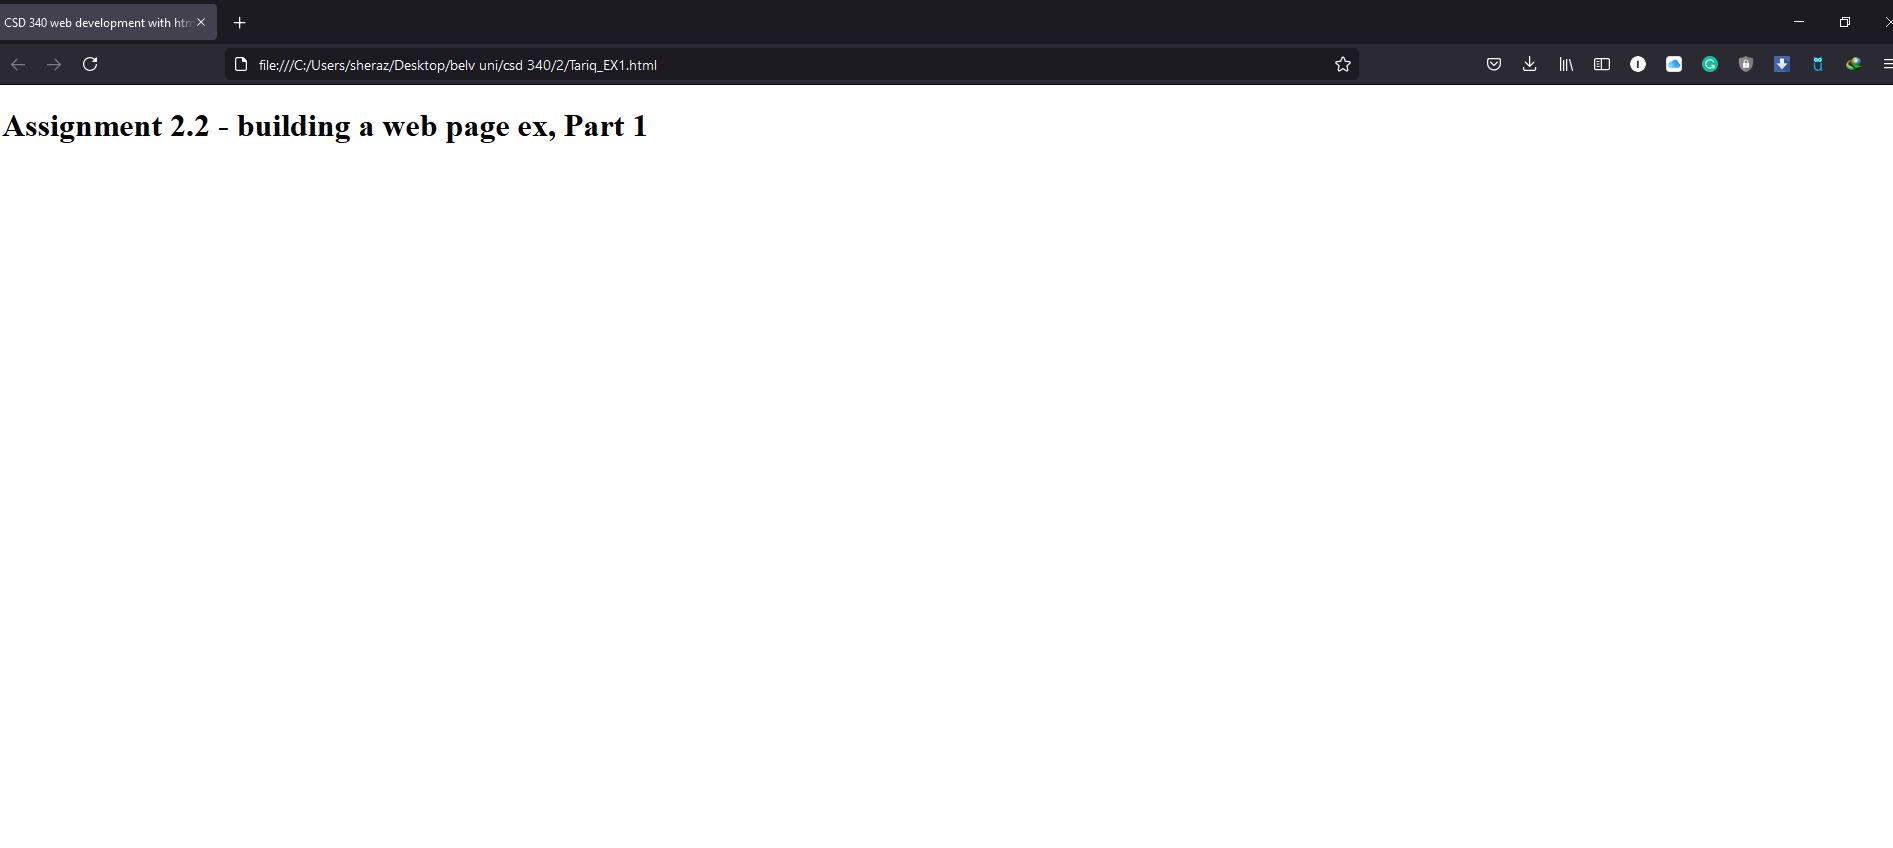 CSD 340 web development with htm
file:///C:/Users/sheraz/Desktop/belv uni/csd 340/2/Tariq_EX1.html
Assignment 2.2 - building a web page ex, Part 1